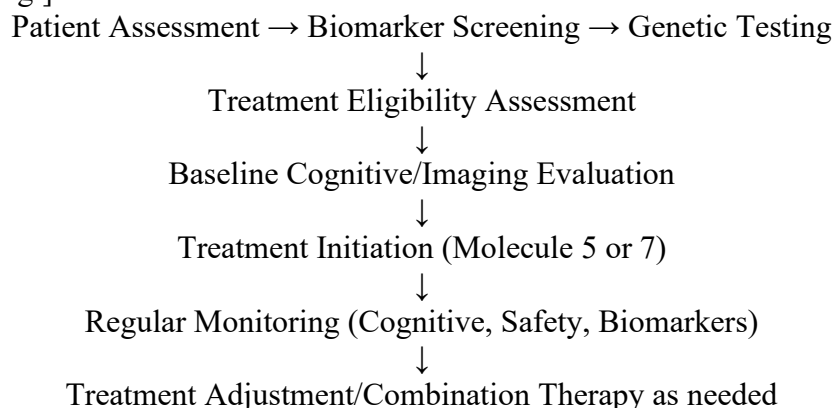 g ]
Patient Assessment → Biomarker Screening → Genetic Testing
↓
Treatment Eligibility Assessment
↓
Baseline Cognitive/Imaging Evaluation
↓
Treatment Initiation (Molecule 5 or 7)
↓
Regular Monitoring (Cognitive, Safety, Biomarkers)
↓
Treatment Adjustment/Combination Therapy as needed